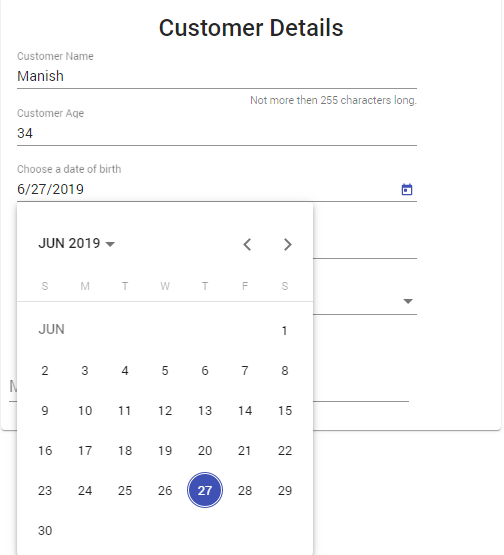 Customer Details
Customer Name
Manish
Not more then 255 characters long.
Customer Age
34
Choose a date of birth
6/27/2019
JUN 2019
S M T W T F S
JUN 1
2 3 4 5 6 7 8
9 10 11 12 13 14 15
16 17 18 19 20 21 22
23 24 25 26 27 28 29
30